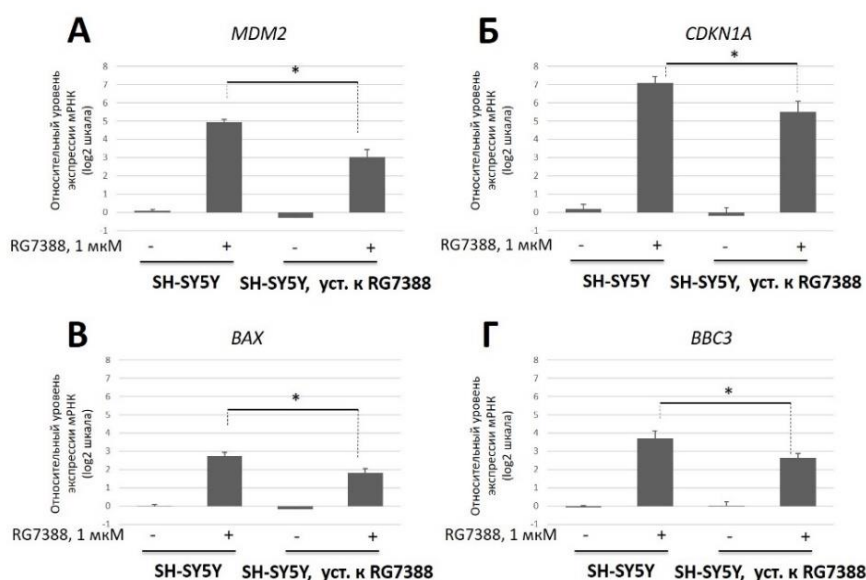 А
MDM2
Относительный уровень
экспрессии мРНК
(log2 шкала)
8
7
6
5
4
3
2
1
0
-1
*
RG7388, 1 мкМ - + - +
SH-SY5Y SH-SY5Y, уст. к RG7388
Б
CDKN1A
Относительный уровень
экспрессии мРНК
(log2 шкала)
8
7
6
5
4
3
2
1
0
-1
*
RG7388, 1 мкМ - + - +
SH-SY5Y SH-SY5Y, уст. к RG7388
В
BAX
Относительный уровень
экспрессии мРНК
(log2 шкала)
8
7
6
5
4
3
2
1
0
-1
*
RG7388, 1 мкМ - + - +
SH-SY5Y SH-SY5Y, уст. к RG7388
Г
BBC3
Относительный уровень
экспрессии мРНК
(log2 шкала)
8
7
6
5
4
3
2
1
0
-1
*
RG7388, 1 мкМ - + - +
SH-SY5Y SH-SY5Y, уст. к RG7388